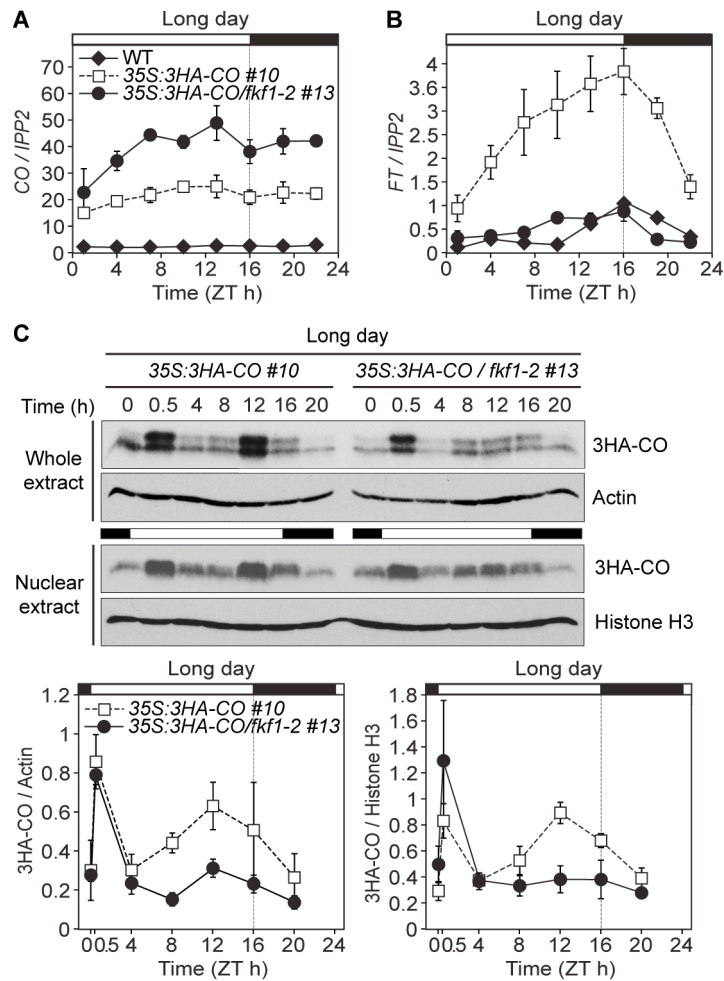 A
Long day
70
60
50
40
30
20
10
0
CO / IPP2
WT
35S:3HA-CO #10
35S:3HA-CO/fkf1-2 #13
0 4 8 12 16 20 24
Time (ZT h)
B
Long day
4
3.6
3
2.5
2
1.5
1
0.5
0
FT / IPP2
0 4 8 12 16 20 24
Time (ZT h)
C
Long day
35S:3HA-CO #10 35S:3HA-CO / fkf1-2 #13
Time (h) 0 0.5 4 8 12 16 20 0 0.5 4 8 12 16 20
Whole extract
3HA-CO
Actin
Nuclear extract
3HA-CO
Histone H3
Long day
1.2
1
0.8
0.6
0.4
0.2
0
3HA-CO / Actin
35S:3HA-CO #10
35S:3HA-CO/fkf1-2 #13
0 0.5 4 8 12 16 20 24
Time (ZT h)
Long day
1.8
1.6
1.4
1.2
1
0.8
0.6
0.4
0.2
0
3HA-CO / Histone H3
0 0.5 4 8 12 16 20 24
Time (ZT h)